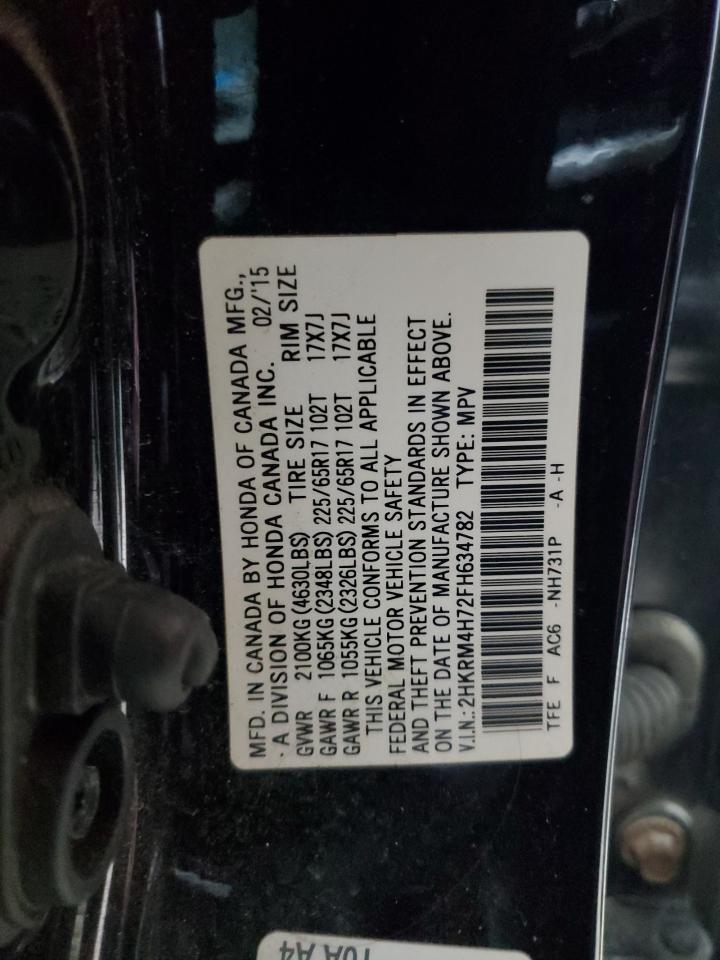 MFD. IN CANADA BY HONDA OF CANADA MFG.,
A DIVISION OF HONDA CANADA INC. 02/'15
GVWR 2100KG(4630LBS) TIRE SIZE RIM SIZE
GAWR F 1065KG(2348LBS) 225/65R17 102T 17X7J
GAWR R 1055KG(2326LBS) 225/65R17 102T 17X7J
THIS VEHICLE CONFORMS TO ALL APPLICABLE
FEDERAL MOTOR VEHICLE SAFETY
AND THEFT PREVENTION STANDARDS IN EFFECT
ON THE DATE OF MANUFACTURE SHOWN ABOVE.
V.I.N.: 2HKRM4H72FH634782 TYPE: MPV
TFE F AC6 -NH731P -A -H